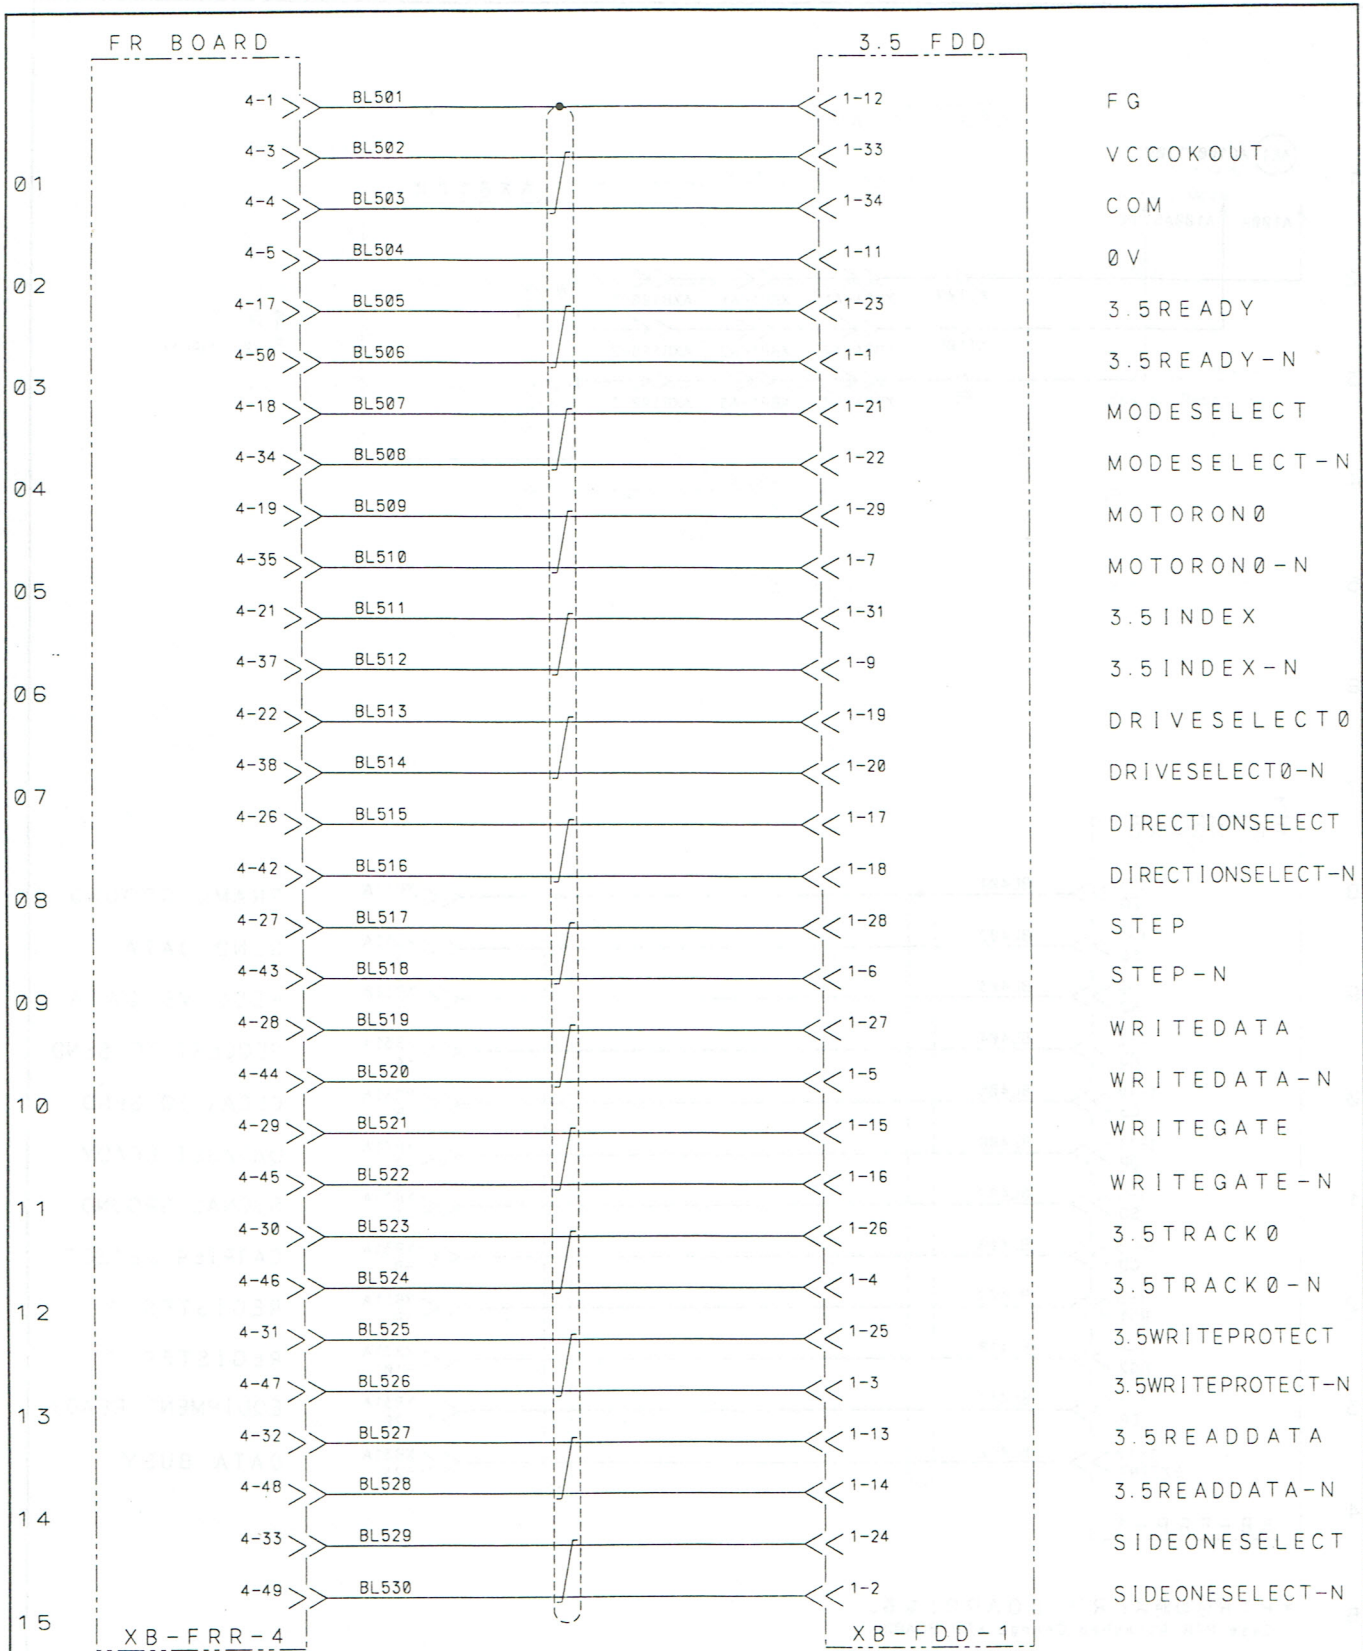 FR BOARD 3.5 FDD
4-1 BL501 1-12 FG
4-3 BL502 1-33 VCCOKOUT
01
4-4 BL503 1-34 COM
4-5 BL504 1-11 0V
02
4-17 BL505 1-23 3.5READY
4-50 BL506 1-1 3.5READY-N
03
4-18 BL507 1-21 MODESELECT
4-34 BL508 1-22 MODESELECT-N
04
4-19 BL509 1-29 MOTORON0
4-35 BL510 1-7 MOTORON0-N
05
4-21 BL511 1-31 3.5INDEX
4-37 BL512 1-9 3.5INDEX-N
06
4-22 BL513 1-19 DRIVESELECT0
4-38 BL514 1-20 DRIVESELECT0-N
07
4-26 BL515 1-17 DIRECTIONSELECT
4-42 BL516 1-18 DIRECTIONSELECT-N
08
4-27 BL517 1-28 STEP
4-43 BL518 1-6 STEP-N
09
4-28 BL519 1-27 WRITEDATA
4-44 BL520 1-5 WRITEDATA-N
10
4-29 BL521 1-15 WRITEGATE
4-45 BL522 1-16 WRITEGATE-N
11
4-30 BL523 1-26 3.5TRACK0
4-46 BL524 1-4 3.5TRACK0-N
12
4-31 BL525 1-25 3.5WRITEPROTECT
4-47 BL526 1-3 3.5WRITEPROTECT-N
13
4-32 BL527 1-13 3.5READDATA
4-48 BL528 1-14 3.5READDATA-N
14
4-33 BL529 1-24 SIDEONESELECT
4-49 BL530 1-2 SIDEONESELECT-N
15
XB-FRR-4 XB-FDD-1